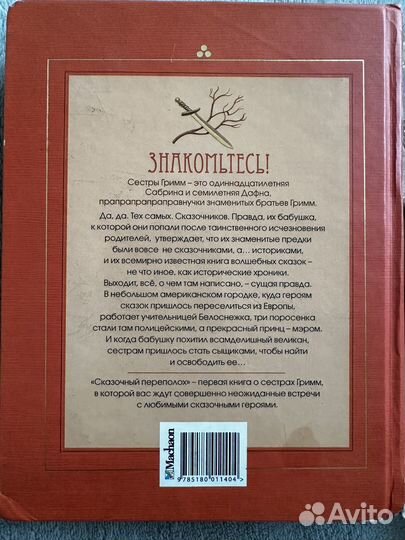 ЗНАКОМЬТЕСЬ!
Сестры Гримм – это одиннадцатилетняя
Сабрина и семилетняя Дафна,
прапрапраправнучки знаменитых братьев Гримм.
Да, да. Тех самых. Сказочников. Правда, их бабушка,
к которой они попали после таинственного исчезновения
родителей, утверждает, что их знаменитые предки
были вовсе не сказочниками, а... историками,
и их всемирно известная книга волшебных сказок –
не что иное, как исторические хроники.
Выходит, всё, о чем там написано, – сущая правда.
В небольшом американском городке, куда героям
сказок пришлось переселиться из Европы,
работает учительницей Белоснежка, три поросенка
стали там полицейскими, а прекрасный принц – мэром.
И когда бабушку похитил всамделишный великан,
сестрам пришлось стать сыщиками, чтобы найти
и освободить ее...
«Сказочный переполох» – первая книга о сестрах Гримм,
в которой вас ждут совершенно неожиданные встречи
с любимыми сказочными героями.
Machaon
9785180011404
Avito